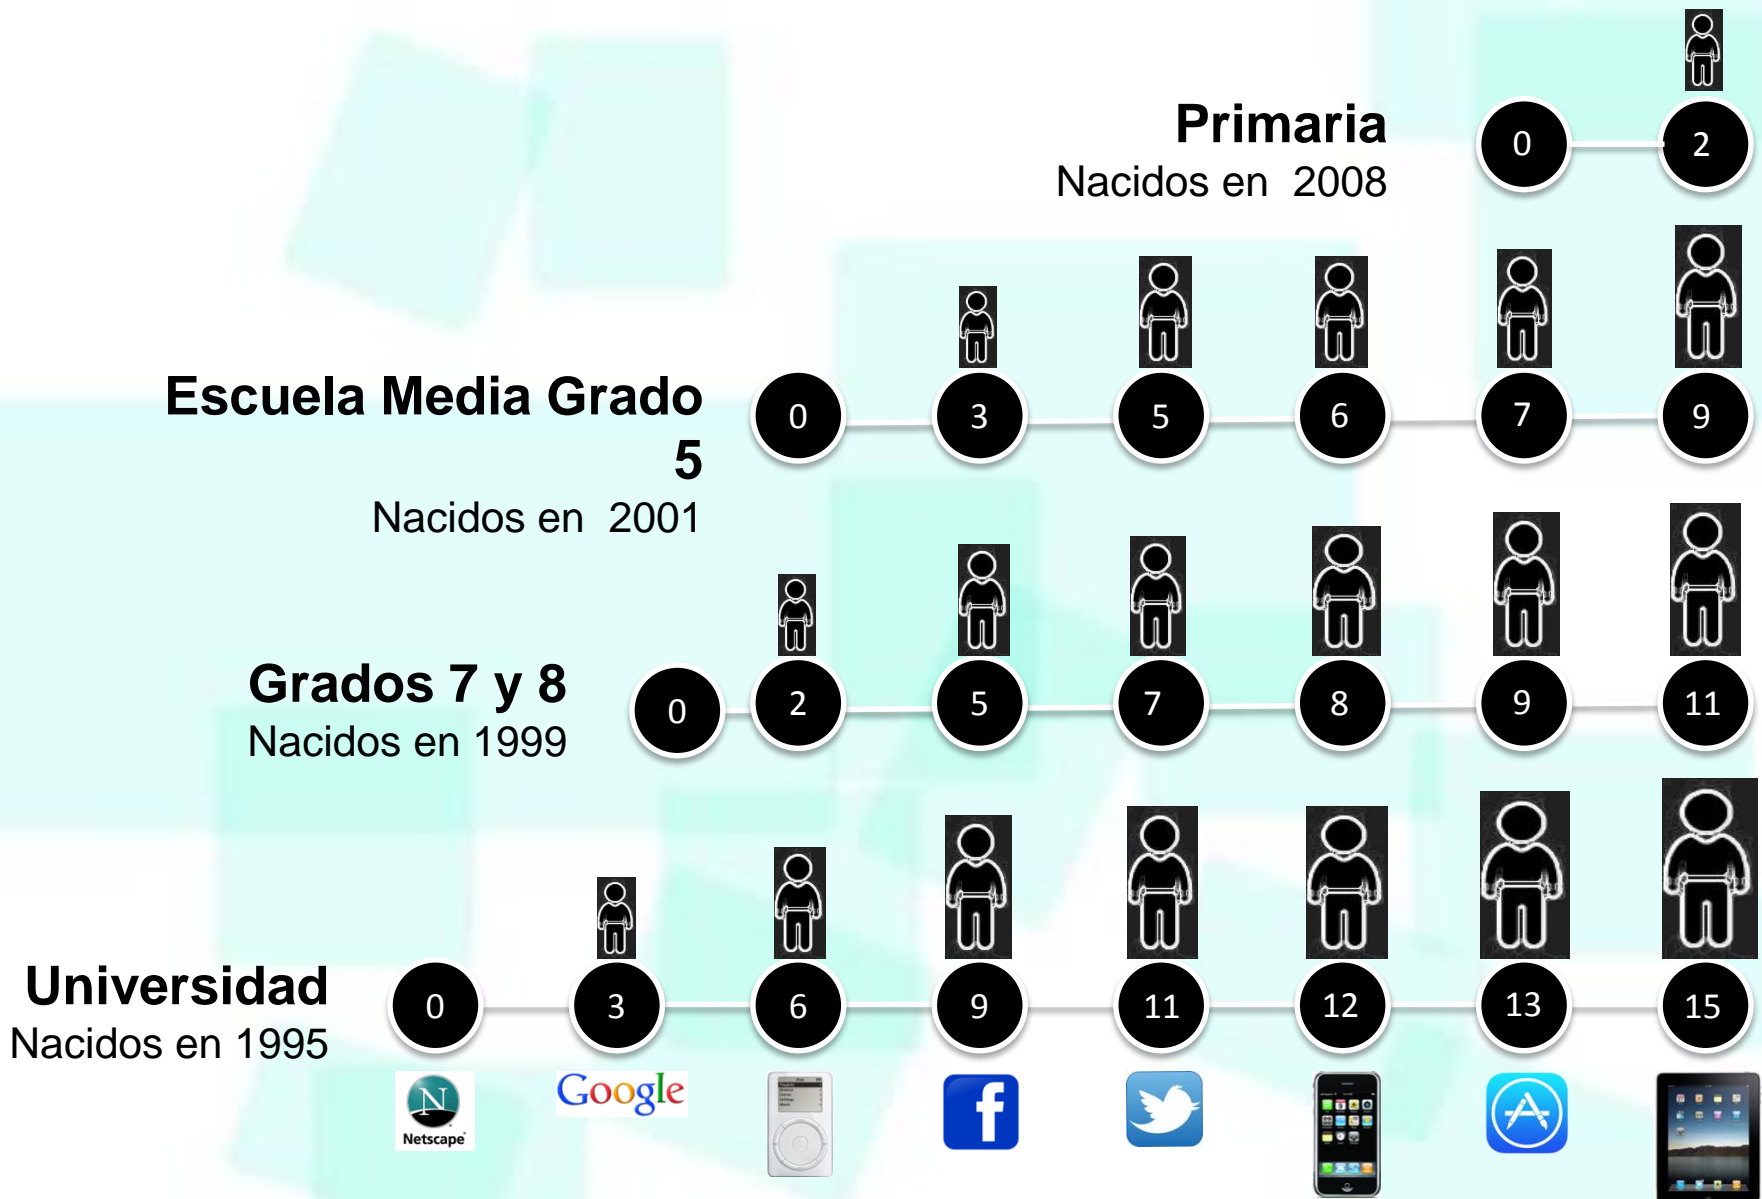 Primaria
Nacidos en 2008
0 2
Escuela Media Grado
5
Nacidos en 2001
0 3 5 6 7 9
Grados 7 y 8
Nacidos en 1999
0 2 5 7 8 9 11
Universidad
Nacidos en 1995
0 3 6 9 11 12 13 15
N
Netscape
Google
f